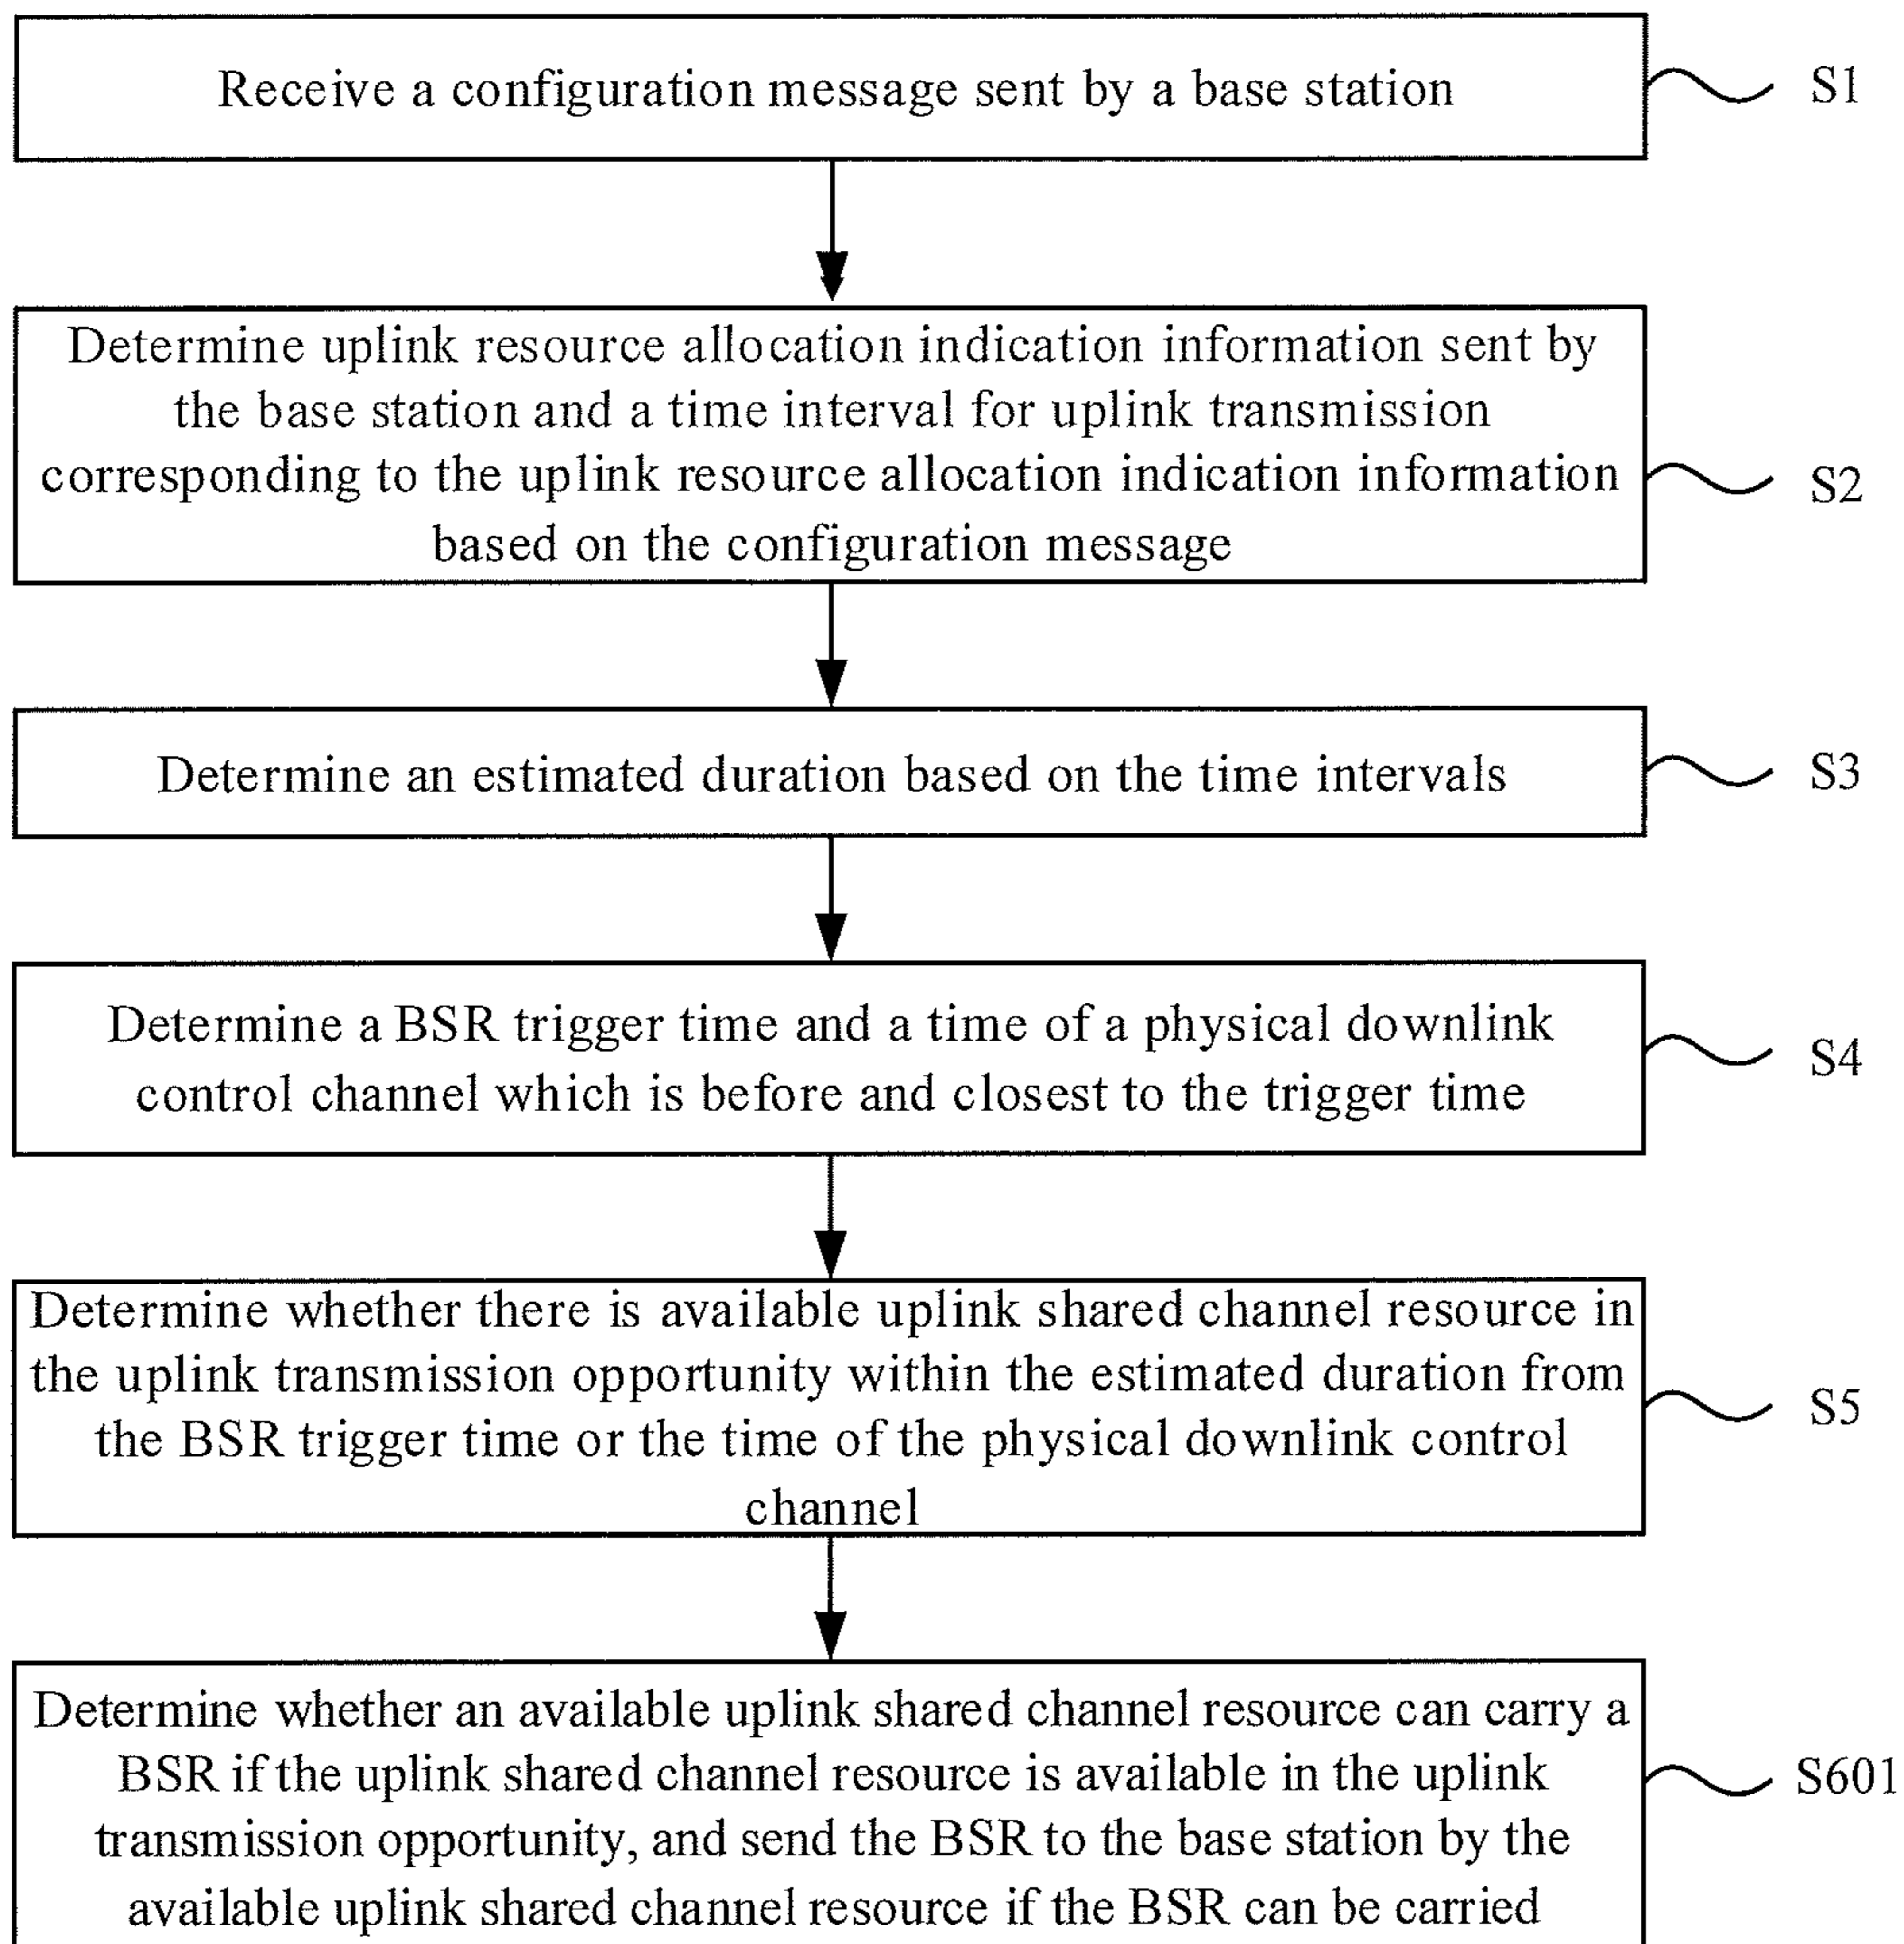 Receive a configuration message sent by a base station
S1
Determine uplink resource allocation indication information sent by
the base station and a time interval for uplink transmission
corresponding to the uplink resource allocation indication information
based on the configuration message
S2
Determine an estimated duration based on the time intervals
S3
Determine a BSR trigger time and a time of a physical downlink
control channel which is before and closest to the trigger time
S4
Determine whether there is available uplink shared channel resource in
the uplink transmission opportunity within the estimated duration from
the BSR trigger time or the time of the physical downlink control
channel
S5
Determine whether an available uplink shared channel resource can carry a
BSR if the uplink shared channel resource is available in the uplink
transmission opportunity, and send the BSR to the base station by the
available uplink shared channel resource if the BSR can be carried
S601